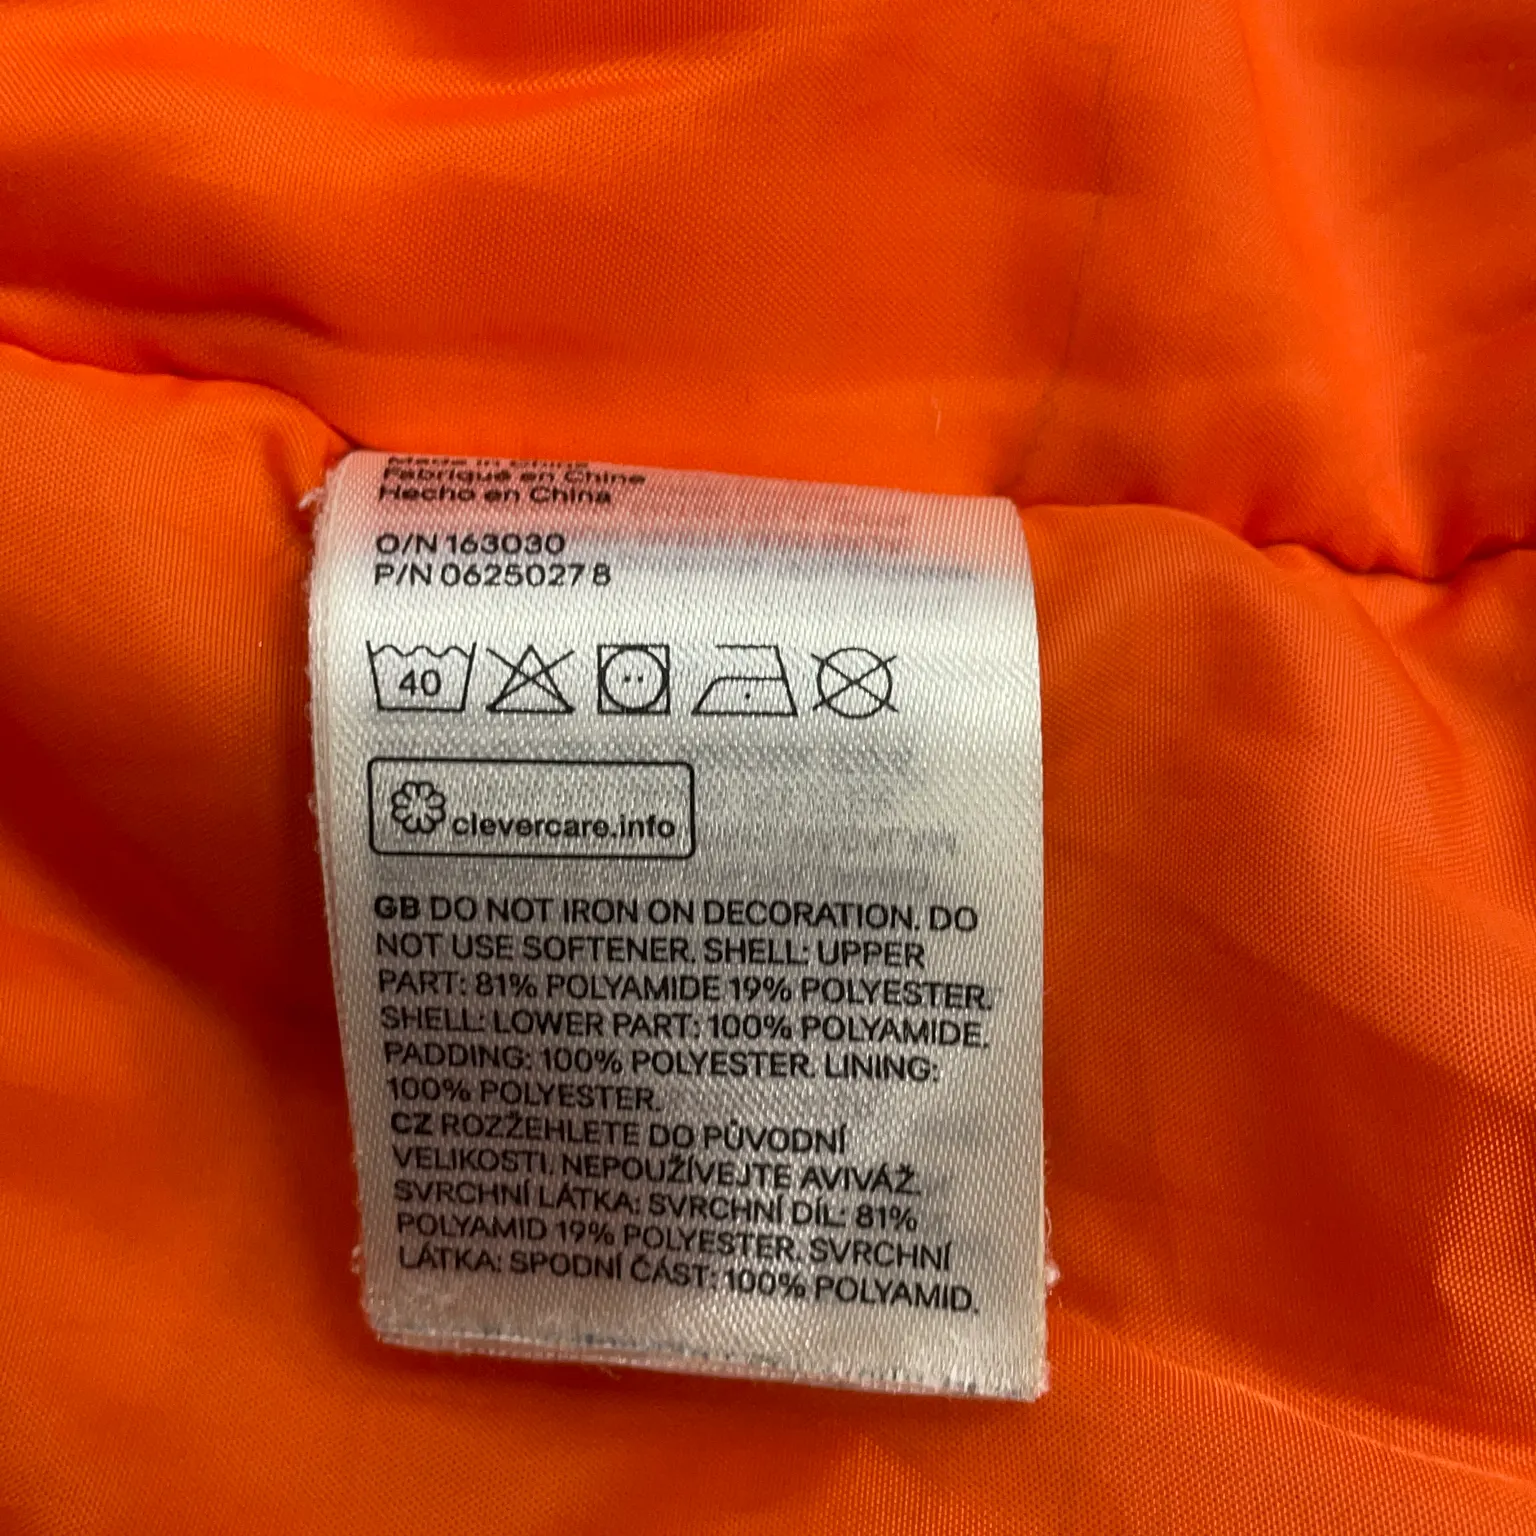 Made in China
Fabriqué en Chine
Hecho en China
O/N 163030
P/N 0625027 8
40
clevercare.info
GB DO NOT IRON ON DECORATION. DO
NOT USE SOFTENER. SHELL: UPPER
PART: 81% POLYAMIDE 19% POLYESTER.
SHELL: LOWER PART: 100% POLYAMIDE.
PADDING: 100% POLYESTER. LINING:
100% POLYESTER.
CZ ROZŽEHLETE DO PŮVODNÍ
VELIKOSTI. NEPOUŽÍVEJTE AVIVÁŽ.
SVRCHNÍ LÁTKA: SVRCHNÍ DÍL: 81%
POLYAMID 19% POLYESTER. SVRCHNÍ
LÁTKA: SPODNÍ ČÁST: 100% POLYAMID.